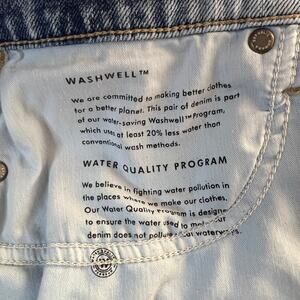 WASHWELL™
We are committed to making better clothes
for a better planet. This pair of denim is part
of our water-saving Washwell™ Program,
which uses at least 20% less water than
conventional wash methods.
WATER QUALITY PROGRAM
We believe in fighting water pollution in
the places where we make our clothes.
Our Water Quality Program is designed
to ensure the water used to make our
denim does not pollute our waterways.